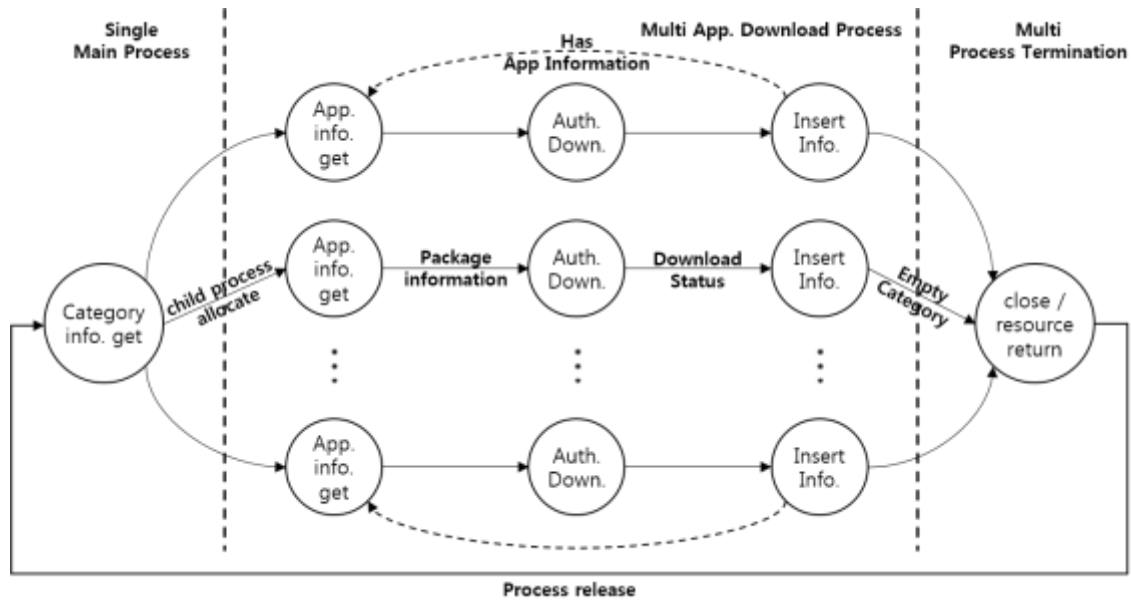 Single
Main Process
Multi App. Download Process
Multi
Process Termination
Has
App Information
App.
info.
get
Auth.
Down.
Insert
Info.
Category
info. get
child process
allocate
App.
info.
get
Package
information
Auth.
Down.
Download
Status
Insert
Info.
Empty
Category
close /
resource
return
App.
info.
get
Auth.
Down.
Insert
Info.
Process release